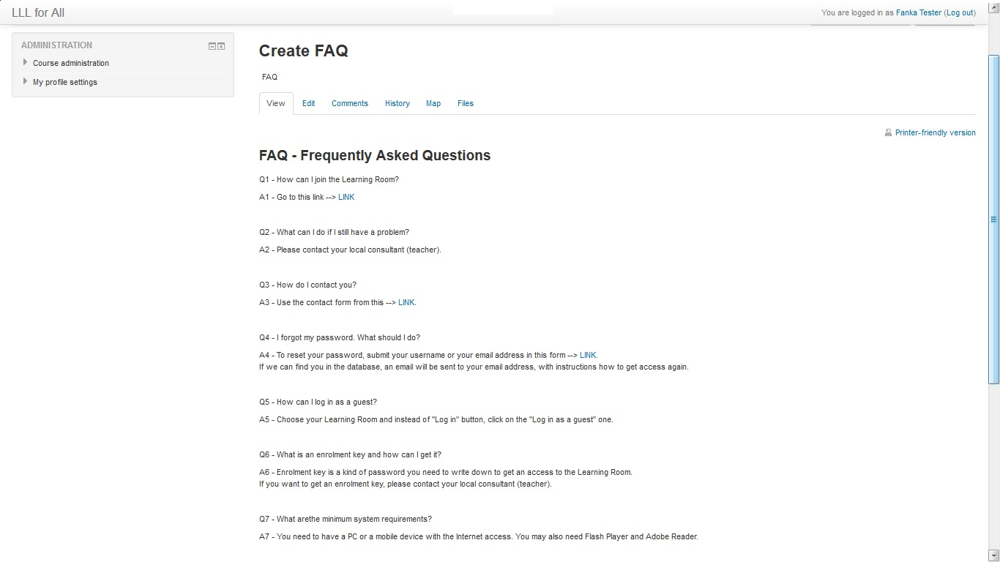 LLL for All
You are logged in as Fanka Tester (Log out)
ADMINISTRATION
Course administration
My profile settings
Create FAQ
FAQ
View Edit Comments History Map Files
Printer-friendly version
FAQ - Frequently Asked Questions
Q1 - How can I join the Learning Room?
A1 - Go to this link --> LINK
Q2 - What can I do if I still have a problem?
A2 - Please contact your local consultant (teacher).
Q3 - How do I contact you?
A3 - Use the contact form from this --> LINK.
Q4 - I forgot my password. What should I do?
A4 - To reset your password, submit your username or your email address in this form --> LINK.
If we can find you in the database, an email will be sent to your email address, with instructions how to get access again.
Q5 - How can I log in as a guest?
A5 - Choose your Learning Room and instead of "Log in" button, click on the "Log in as a guest" one.
Q6 - What is an enrolment key and how can I get it?
A6 - Enrolment key is a kind of password you need to write down to get an access to the Learning Room.
If you want to get an enrolment key, please contact your local consultant (teacher).
Q7 - What arethe minimum system requirements?
A7 - You need to have a PC or a mobile device with the Internet access. You may also need Flash Player and Adobe Reader.